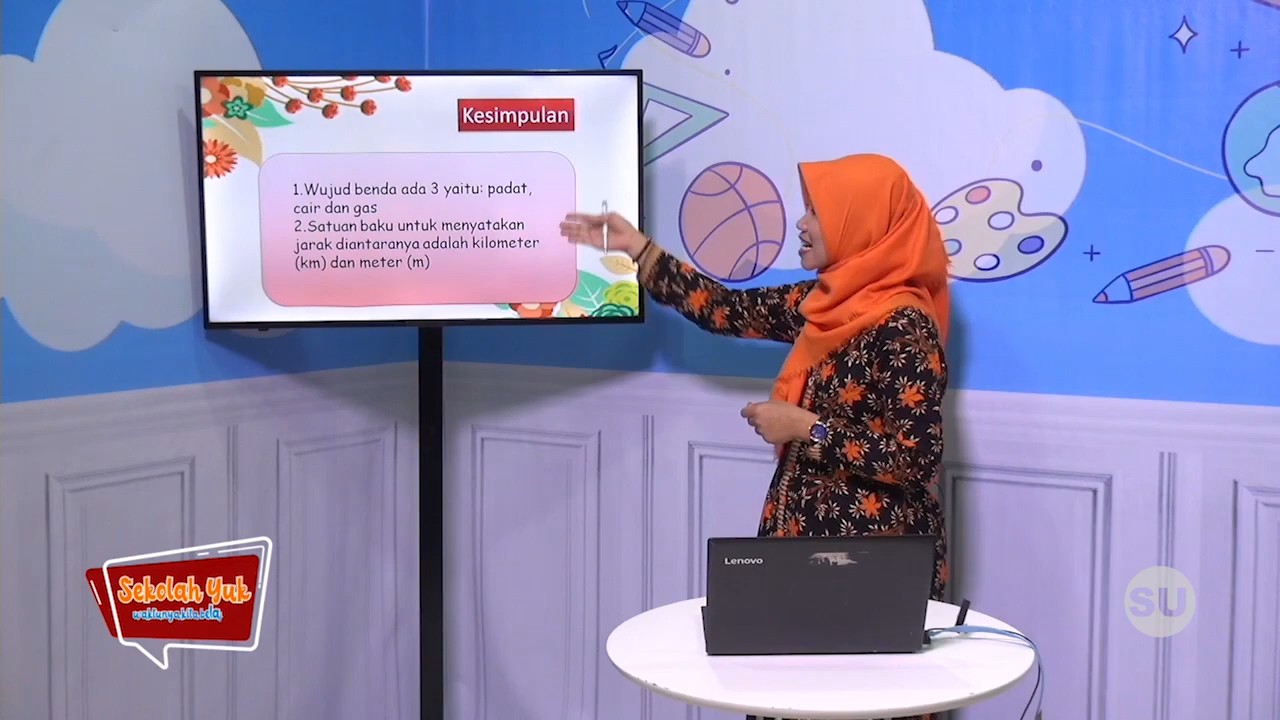 Kesimpulan
1.Wujud benda ada 3 yaitu: padat,
cair dan gas
2.Satuan baku untuk menyatakan
jarak diantaranya adalah kilometer
(km) dan meter (m)
Lenovo
Sekolah Yuk
SU